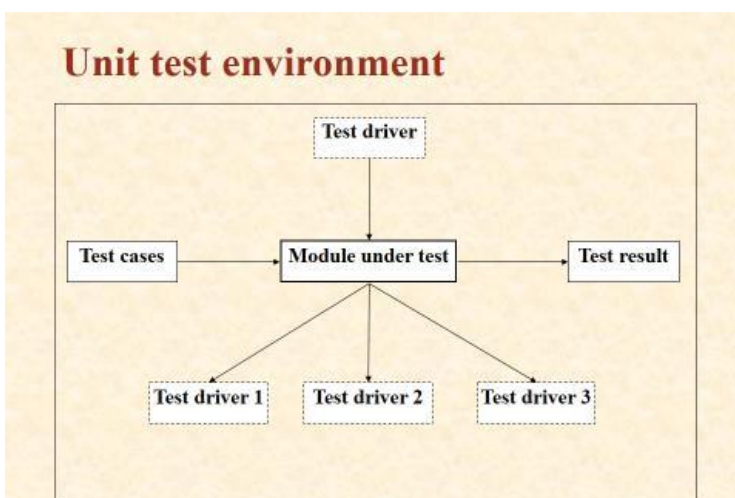 Unit test environment
Test driver
Test cases
Module under test
Test result
Test driver 1
Test driver 2
Test driver 3